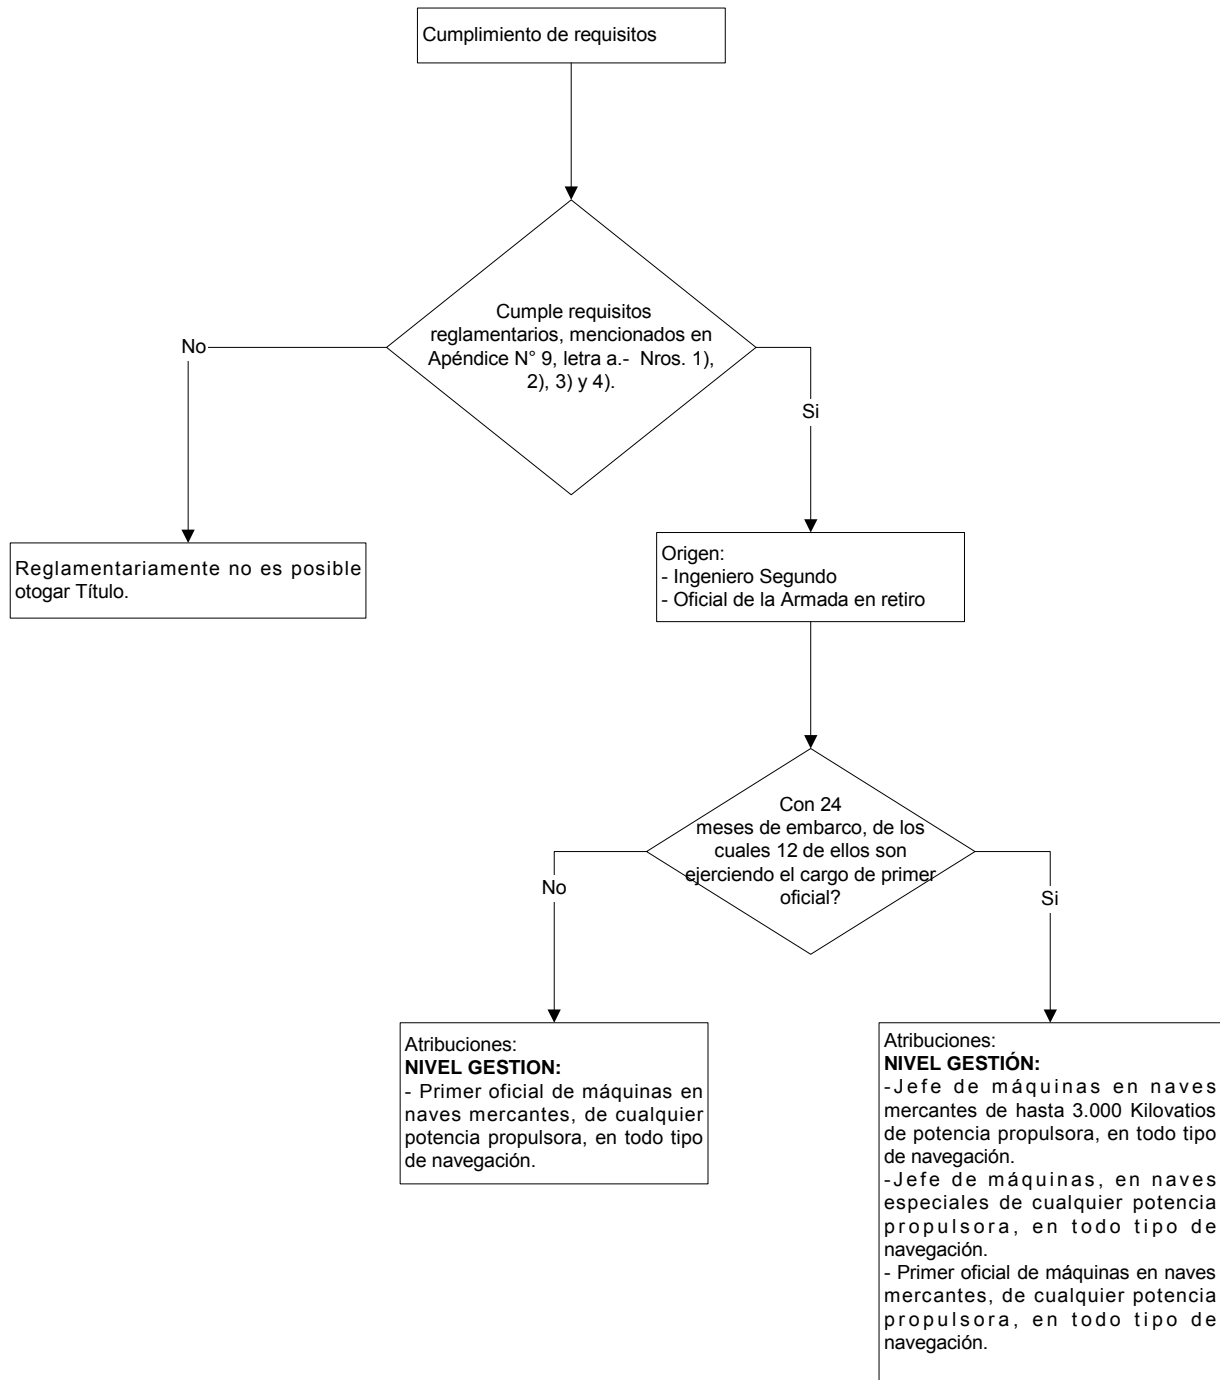 Cumplimiento de requisitos
Cumple requisitos
reglamentarios, mencionados en
Apéndice N° 9, letra a.-  Nros. 1),
2), 3) y 4).
No
Si
Reglamentariamente no es posible
otogar Título.
Origen:
- Ingeniero Segundo
- Oficial de la Armada en retiro
Con 24
meses de embarco, de los
cuales 12 de ellos son
ejerciendo el cargo de primer
oficial?
No
Si
Atribuciones:
NIVEL GESTION:
- Primer oficial de máquinas en
naves mercantes, de cualquier
potencia propulsora, en todo tipo
de navegación.
Atribuciones:
NIVEL GESTIÓN:
-Jefe de máquinas en naves
mercantes de hasta 3.000 Kilovatios
de potencia propulsora, en todo tipo
de navegación.
-Jefe de máquinas, en naves
especiales de cualquier potencia
propulsora, en todo tipo de
navegación.
- Primer oficial de máquinas en naves
mercantes, de cualquier potencia
propulsora, en todo tipo de
navegación.